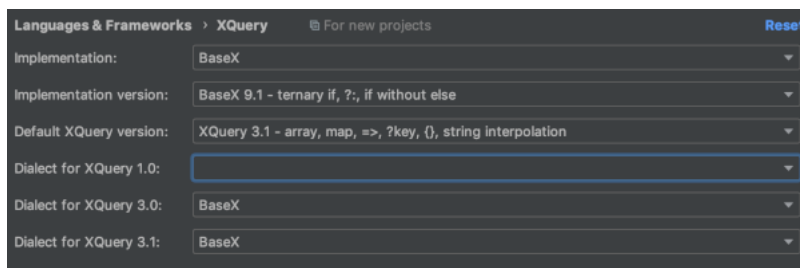 Languages & Frameworks › XQuery For new projects Reset
Implementation: BaseX
Implementation version: BaseX 9.1 - ternary if, ?:, if without else
Default XQuery version: XQuery 3.1 - array, map, =>, ?key, {}, string interpolation
Dialect for XQuery 1.0:
Dialect for XQuery 3.0: BaseX
Dialect for XQuery 3.1: BaseX